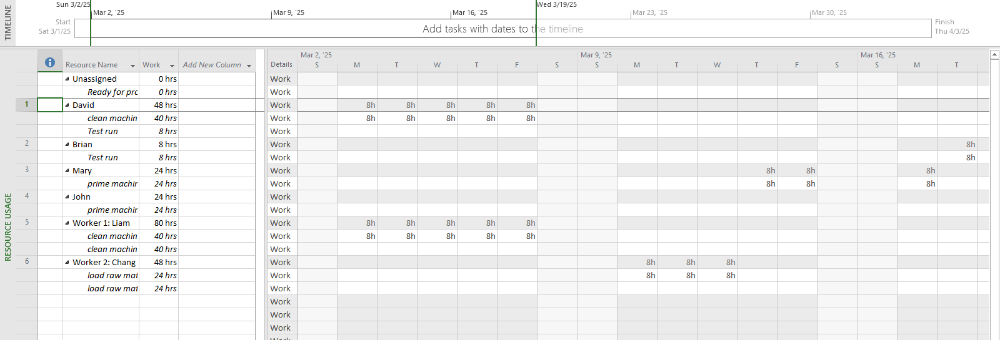 TIMELINE
Sun 3/2/25
Wed 3/19/25
Mar 2, '25
Mar 9, '25
Mar 16, '25
Mar 23, '25
Mar 30, '25
Start
Sat 3/1/25
Add tasks with dates to the timeline
Finish
Thu 4/3/25
RESOURCE USAGE
Resource Name Work Add New Column Details
Mar 2, '25 Mar 9, '25 Mar 16, '25
S M T W T F S S M T W T F S S M T
Unassigned 0 hrs Work
Ready for pro 0 hrs Work
1 David 48 hrs Work 8h 8h 8h 8h 8h
clean machin 40 hrs Work 8h 8h 8h 8h 8h
Test run 8 hrs Work
2 Brian 8 hrs Work 8h
Test run 8 hrs Work 8h
3 Mary 24 hrs Work 8h 8h 8h
prime machin 24 hrs Work 8h 8h 8h
4 John 24 hrs Work
prime machin 24 hrs Work
5 Worker 1: Liam 80 hrs Work 8h 8h 8h 8h 8h
clean machin 40 hrs Work 8h 8h 8h 8h 8h
clean machin 40 hrs Work
6 Worker 2: Chang 48 hrs Work 8h 8h 8h
load raw mat 24 hrs Work 8h 8h 8h
load raw mat 24 hrs Work
Work
Work
Work